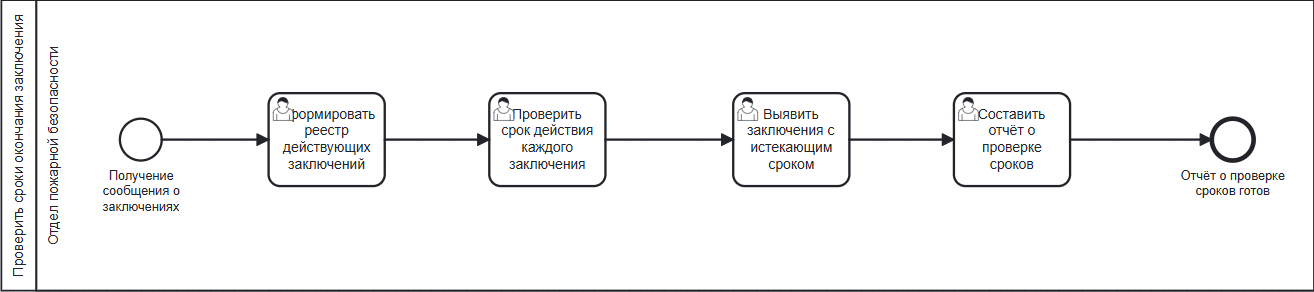 Проверить сроки окончания заключения
Отдел пожарной безопасности
Получение
сообщения о
заключениях
формировать
реестр
действующих
заключений
Проверить
срок действия
каждого
заключения
Выявить
заключения с
истекающим
сроком
Составить
отчёт о
проверке
сроков
Отчёт о проверке
сроков готов